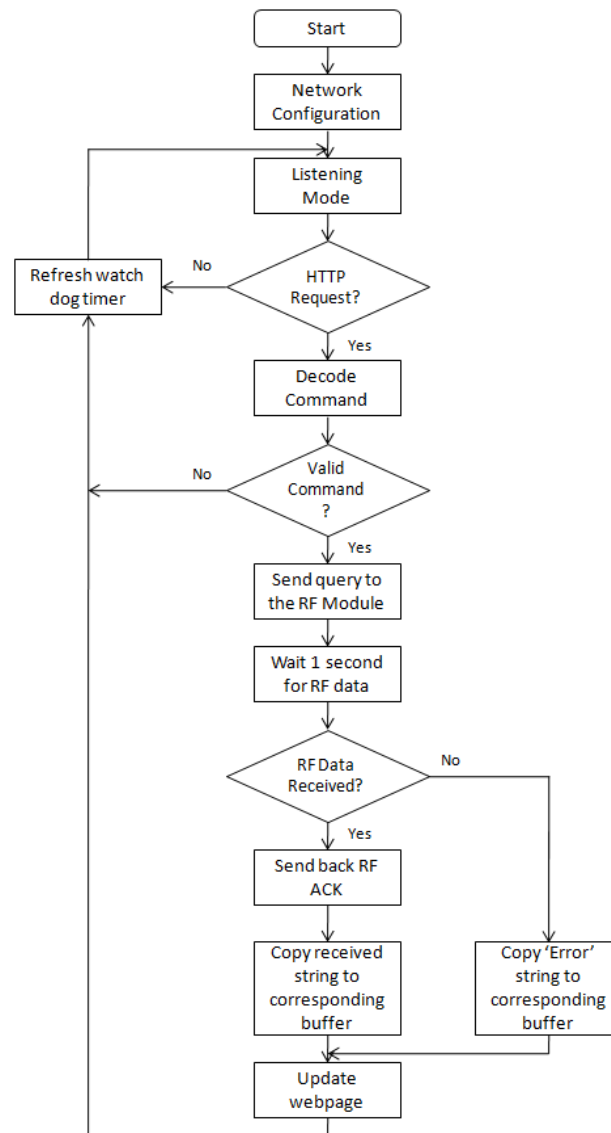 Start
Network
Configuration
Listening
Mode
Refresh watch
dog timer
No
HTTP
Request?
Yes
Decode
Command
No
Valid
Command
?
Yes
Send query to
the RF Module
Wait 1 second
for RF data
RF Data
Received?
No
Yes
Send back RF
ACK
Copy received
string to
corresponding
buffer
Copy ‘Error’
string to
corresponding
buffer
Update
webpage